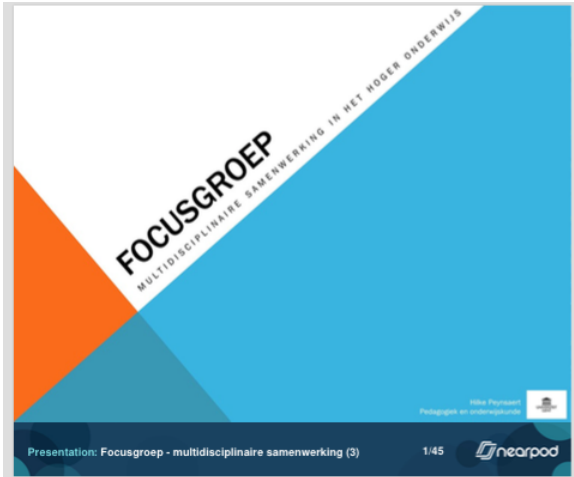 FOCUSGROEP
MULTIDISCIPLINAIRE SAMENWERKING IN HET HOGER ONDERWIJS
Hilke Peynsaert
Pedagogiek en onderwijskunde
Presentation: Focusgroep - multidisciplinaire samenwerking (3)
1/45
nearpod